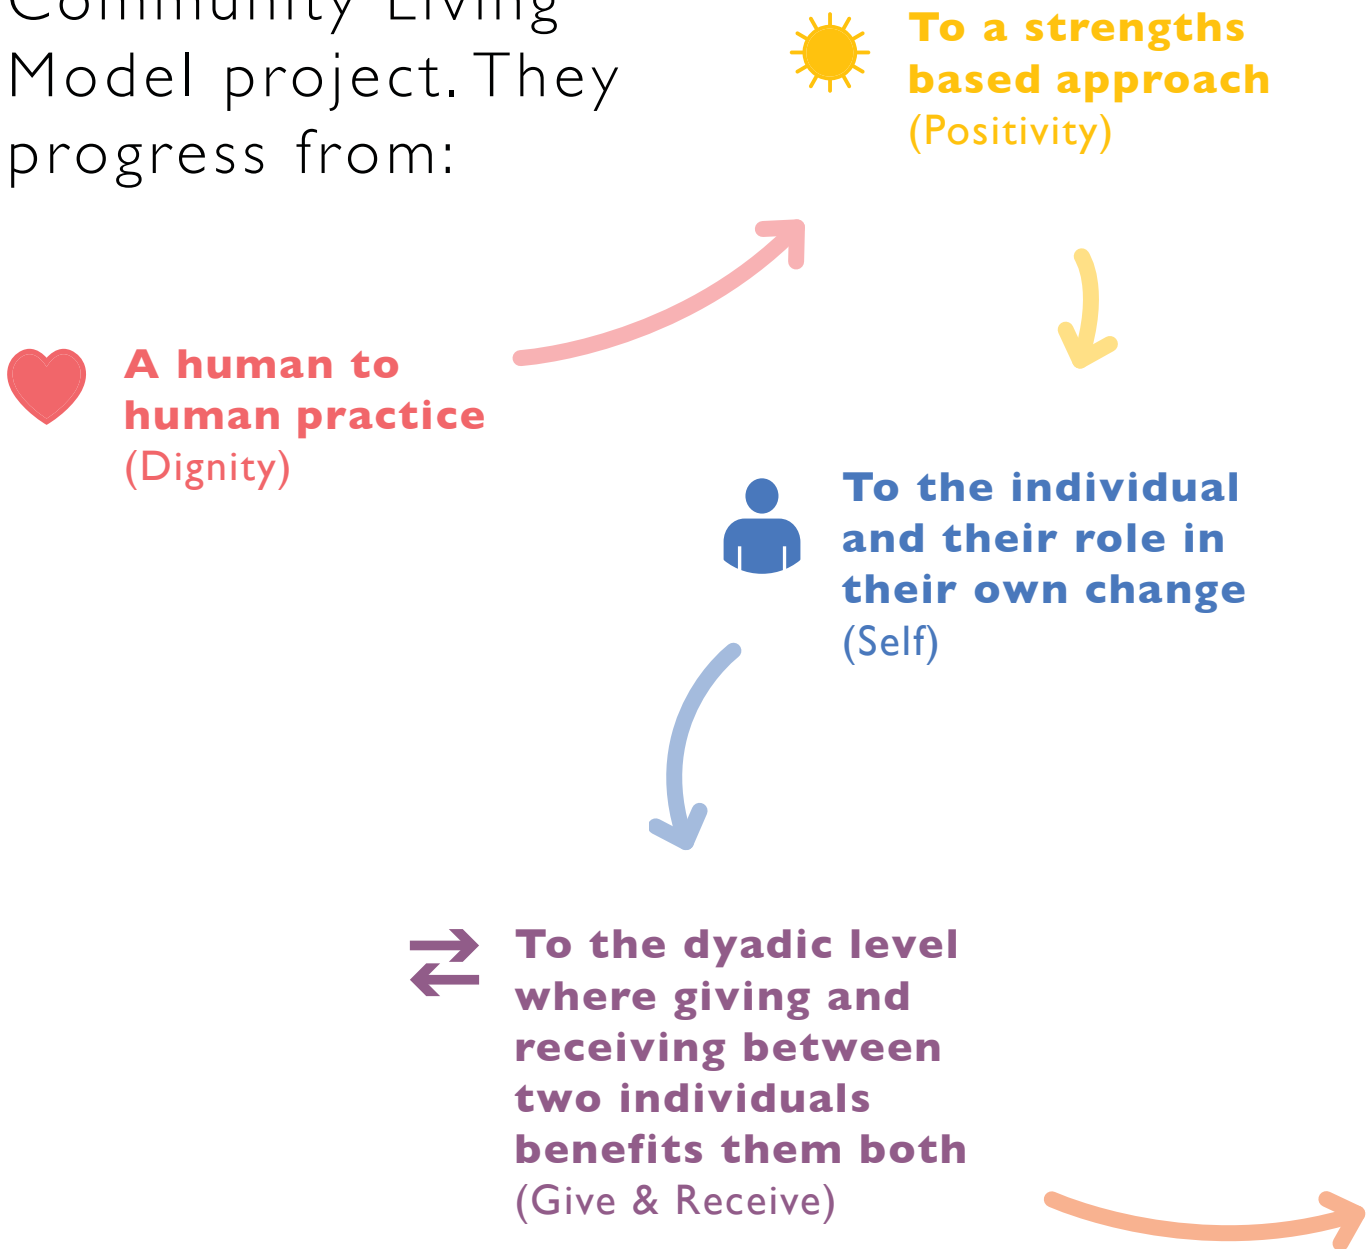 Community Living
Model project. They
progress from:
A human to
human practice
(Dignity)
To a strengths
based approach
(Positivity)
To the individual
and their role in
their own change
(Self)
To the dyadic level
where giving and
receiving between
two individuals
benefits them both
(Give & Receive)